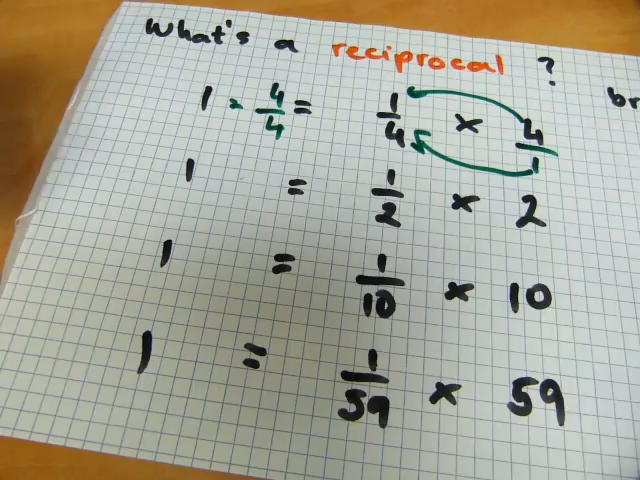 What's a reciprocal ?
br
1 = 4/4 = 1/4 × 4/1
1 = 1/2 × 2
1 = 1/10 × 10
1 = 1/59 × 59